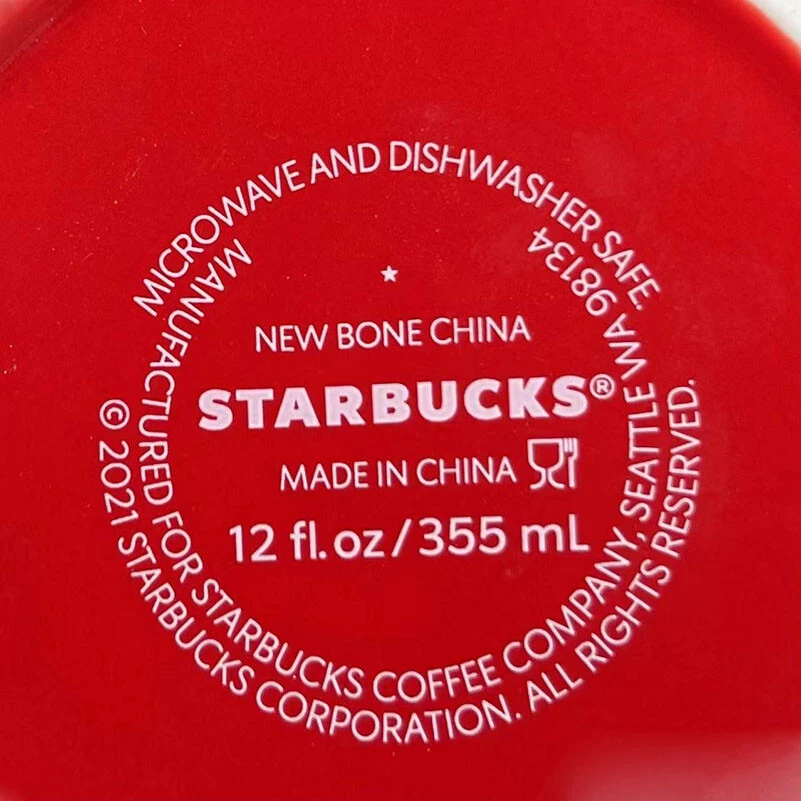 MICROWAVE AND DISHWASHER SAFE.
MANUFACTURED FOR STARBUCKS COFFEE COMPANY, SEATTLE WA 98134
NEW BONE CHINA
STARBUCKS®
MADE IN CHINA
12 fl.oz/355 mL
© 2021 STARBUCKS CORPORATION. ALL RIGHTS RESERVED.